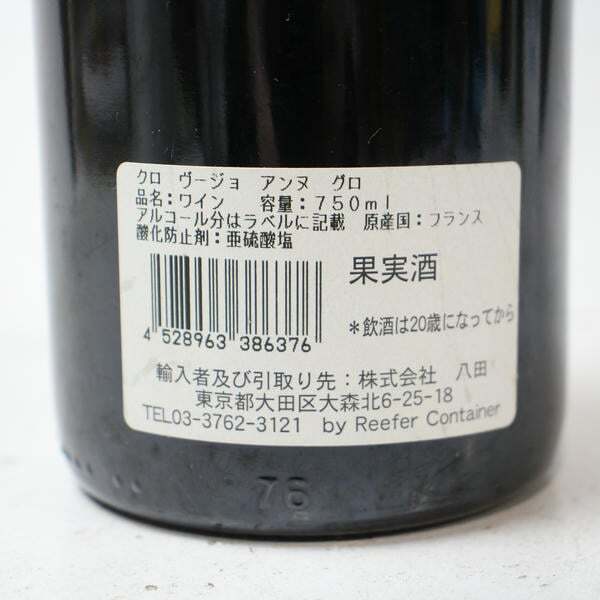 クロ ヴージョ アンヌ グロ
品名：ワイン 容量：750ml
アルコール分はラベルに記載 原産国：フランス
酸化防止剤：亜硫酸塩
果実酒
4 528963 386376
＊飲酒は20歳になってから
輸入者及び引取り先：株式会社 八田
東京都大田区大森北6-25-18
TEL03-3762-3121 by Reefer Container
76